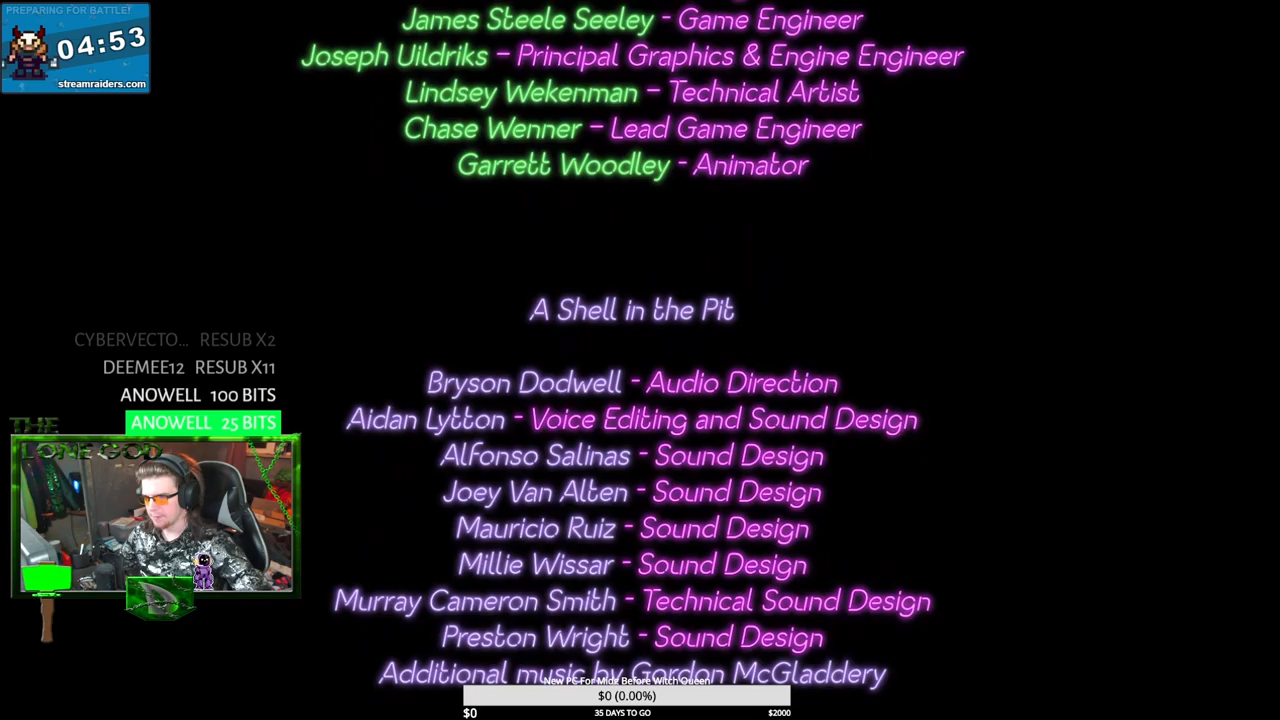 PREPARING FOR BATTLE!
04:53
streamraiders.com
James Steele Seeley - Game Engineer
Joseph Uildriks – Principal Graphics & Engine Engineer
Lindsey Wekenman – Technical Artist
Chase Wenner – Lead Game Engineer
Garrett Woodley - Animator
A Shell in the Pit
CYBERVECTO... RESUB X2
DEEMEE12 RESUB X11
ANOWELL 100 BITS
ANOWELL 25 BITS
THE
LONE GOD
Bryson Dodwell - Audio Direction
Aidan Lytton - Voice Editing and Sound Design
Alfonso Salinas - Sound Design
Joey Van Alten - Sound Design
Mauricio Ruiz - Sound Design
Millie Wissar - Sound Design
Murray Cameron Smith - Technical Sound Design
Preston Wright - Sound Design
Additional music by Gordon McGladdery
New PC For Midz Before Witch Queen
$0 (0.00%)
$0 35 DAYS TO GO $2000